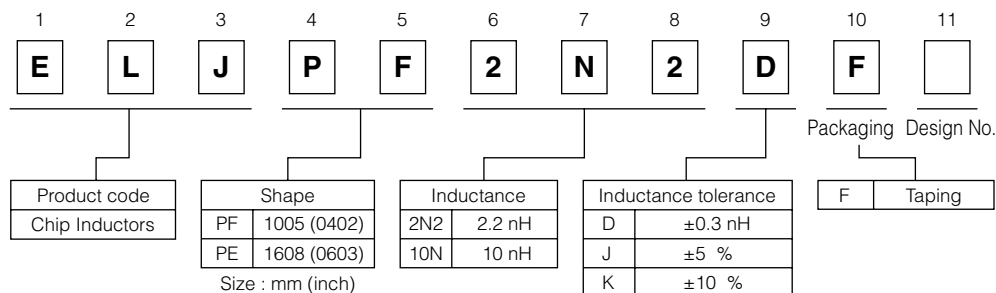 1 2 3 4 5 6 7 8 9 10 11
E L J P F 2 N 2 D F
Packaging Design No.
Product code
Chip Inductors
Shape
PF 1005 (0402)
PE 1608 (0603)
Size : mm (inch)
Inductance
2N2 2.2 nH
10N 10 nH
Inductance tolerance
D ±0.3 nH
J ±5 %
K ±10 %
F Taping